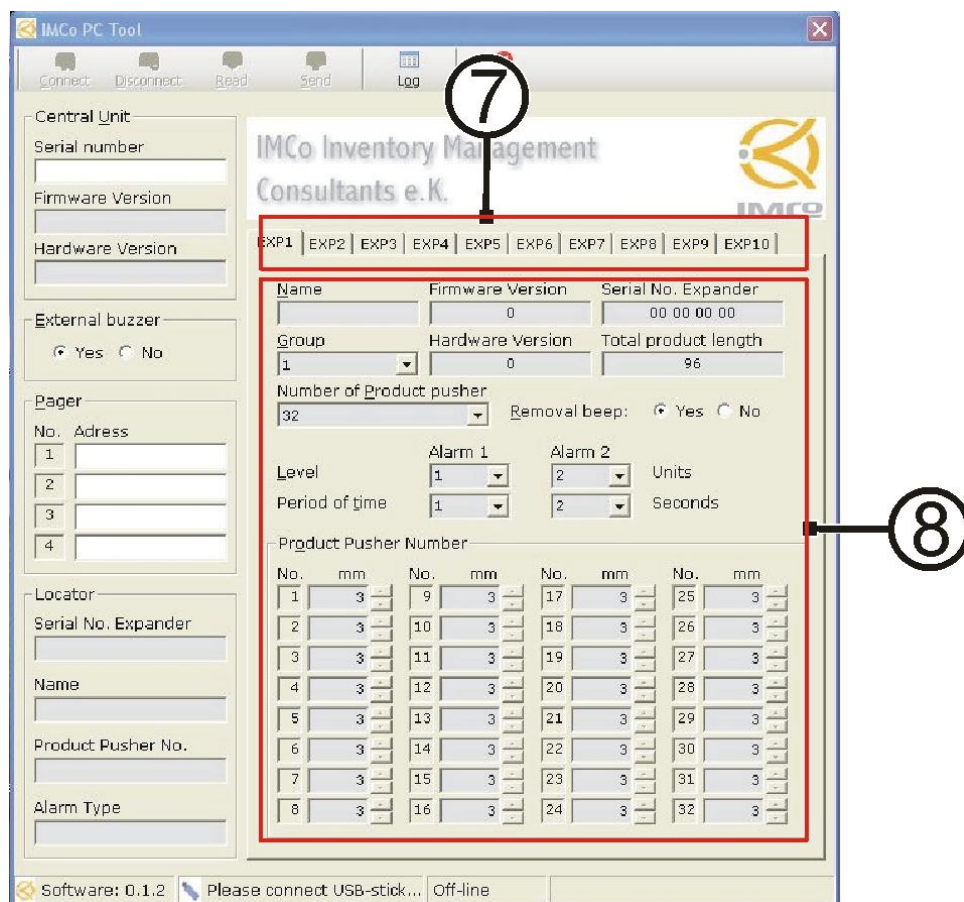 IMCo PC Tool
Connect Disconnect Read Send Log
7
Central Unit
Serial number
Firmware Version
Hardware Version
External buzzer
Yes No
Pager
No. Adress
1
2
3
4
Locator
Serial No. Expander
Name
Product Pusher No.
Alarm Type
IMCo Inventory Management
Consultants e.K.
IMCo
EXP1 EXP2 EXP3 EXP4 EXP5 EXP6 EXP7 EXP8 EXP9 EXP10
Name Firmware Version Serial No. Expander
0 00 00 00 00
Group Hardware Version Total product length
1 0 96
Number of Product pusher
32 Removal beep: Yes No
Alarm 1 Alarm 2
Level 1 2 Units
Period of time 1 2 Seconds
8
Product Pusher Number
No. mm No. mm No. mm No. mm
1 3 9 3 17 3 25 3
2 3 10 3 18 3 26 3
3 3 11 3 19 3 27 3
4 3 12 3 20 3 28 3
5 3 13 3 21 3 29 3
6 3 14 3 22 3 30 3
7 3 15 3 23 3 31 3
8 3 16 3 24 3 32 3
Software: 0.1.2 Please connect USB-stick... Off-line